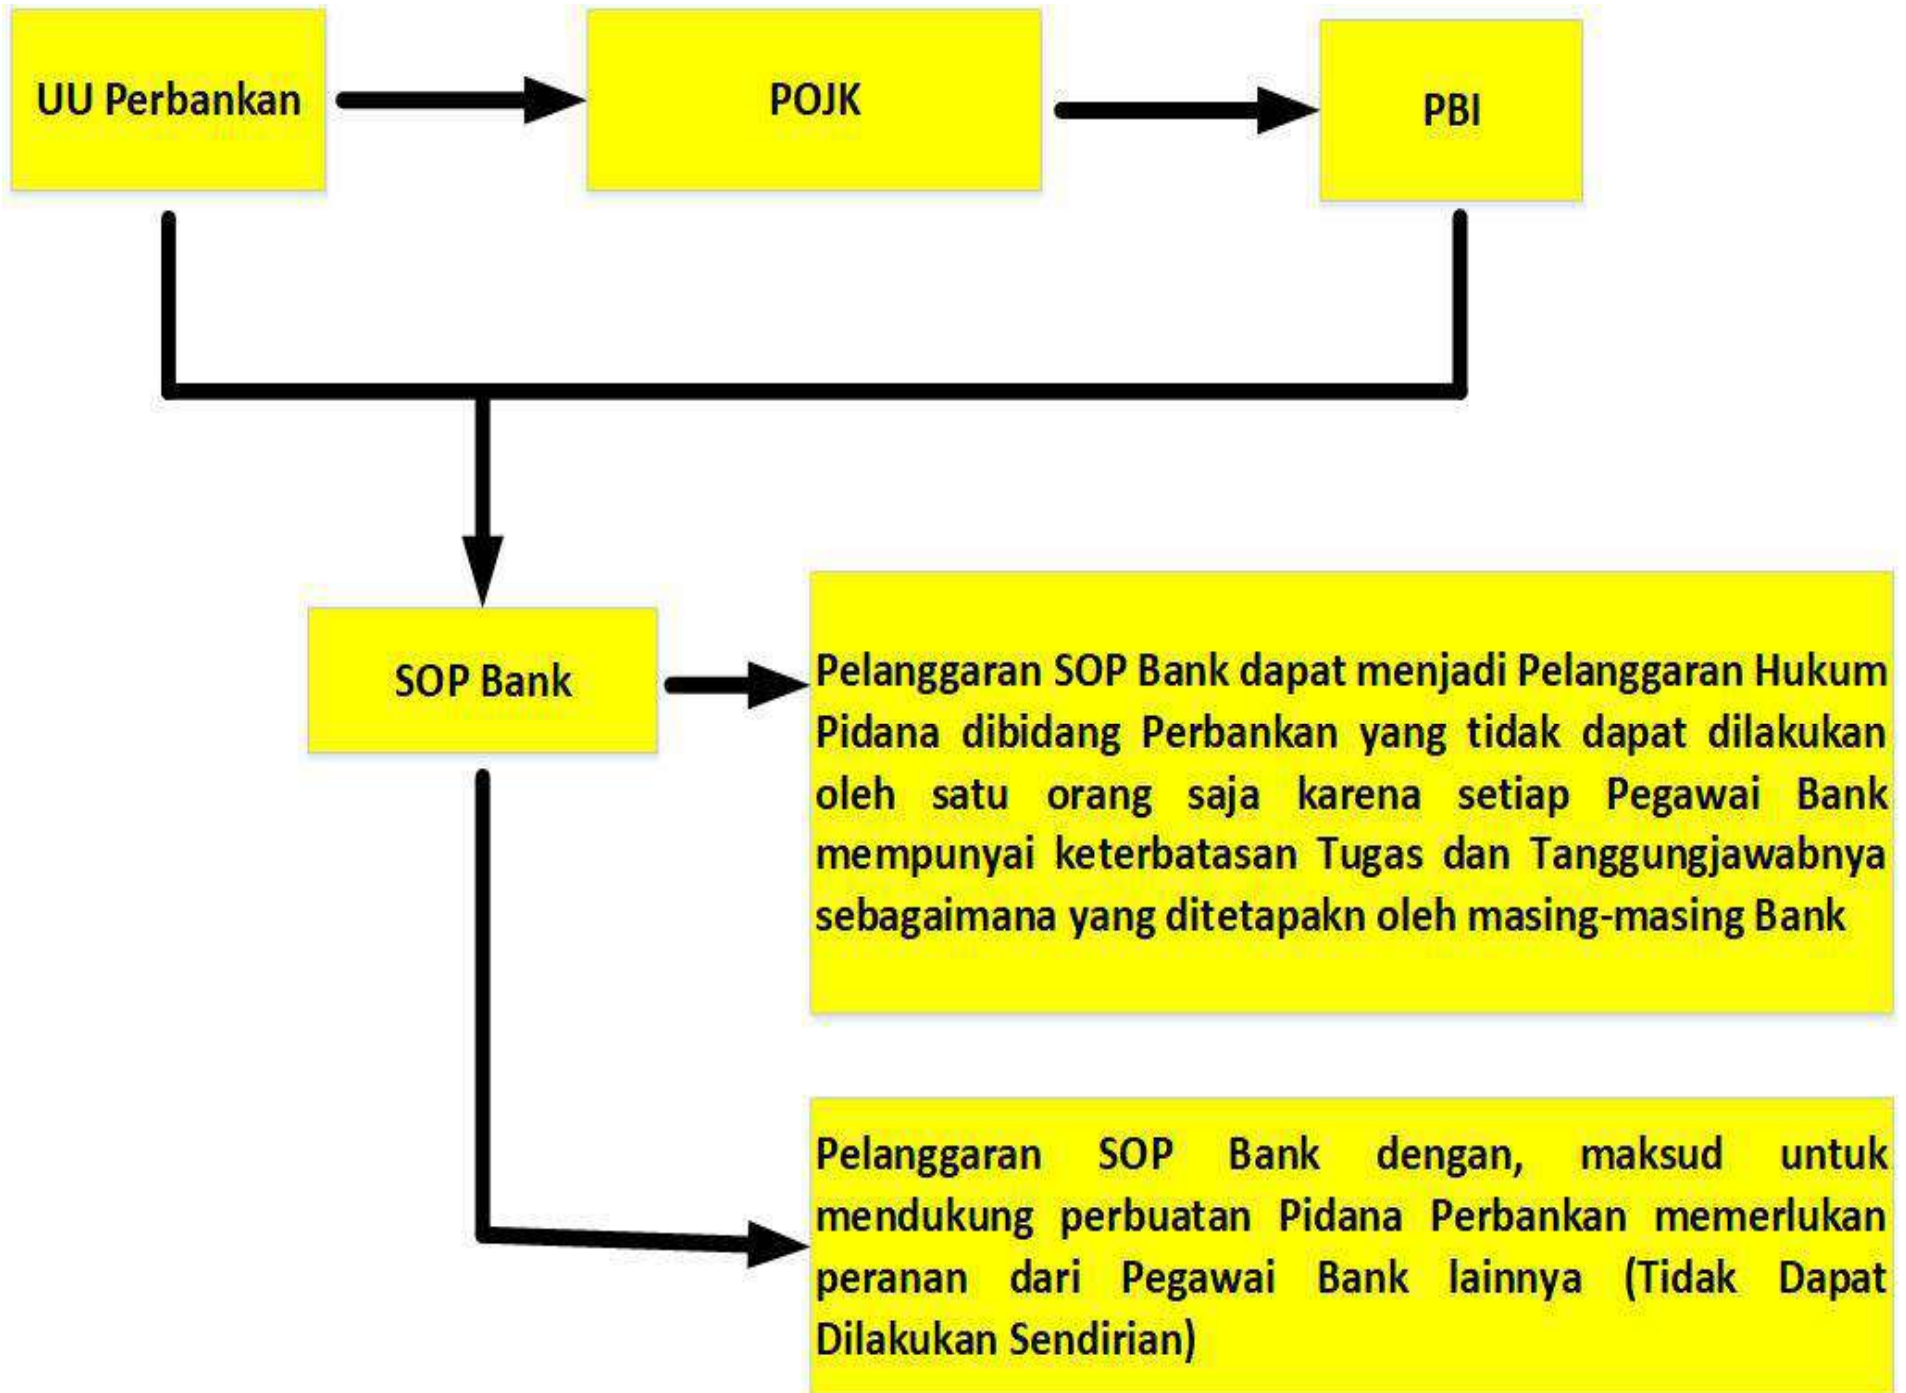 UU Perbankan
POJK
PBI
SOP Bank
Pelanggaran SOP Bank dapat menjadi Pelanggaran Hukum
Pidana dibidang Perbankan yang tidak dapat dilakukan
oleh satu orang saja karena setiap Pegawai Bank
mempunyai keterbatasan Tugas dan Tanggungjawabnya
sebagaimana yang ditetapakn oleh masing-masing Bank
Pelanggaran SOP Bank dengan, maksud untuk
mendukung perbuatan Pidana Perbankan memerlukan
peranan dari Pegawai Bank lainnya (Tidak Dapat
Dilakukan Sendirian)